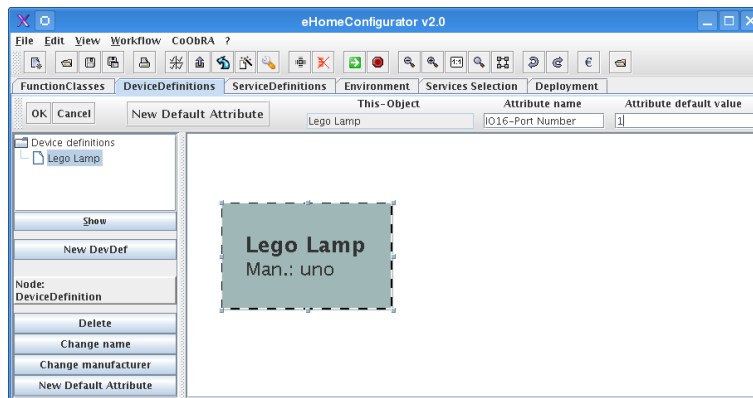 eHomeConfigurator v2.0
File Edit View Workflow CoObRA ?
1:1 €
FunctionClasses DeviceDefinitions ServiceDefinitions Environment Services Selection Deployment
This-Object Attribute name Attribute default value
OK Cancel New Default Attribute Lego Lamp IO16-Port Number 1
Device definitions
Lego Lamp
Show
New DevDef
Node:
DeviceDefinition
Delete
Change name
Change manufacturer
New Default Attribute
Lego Lamp
Man.: uno